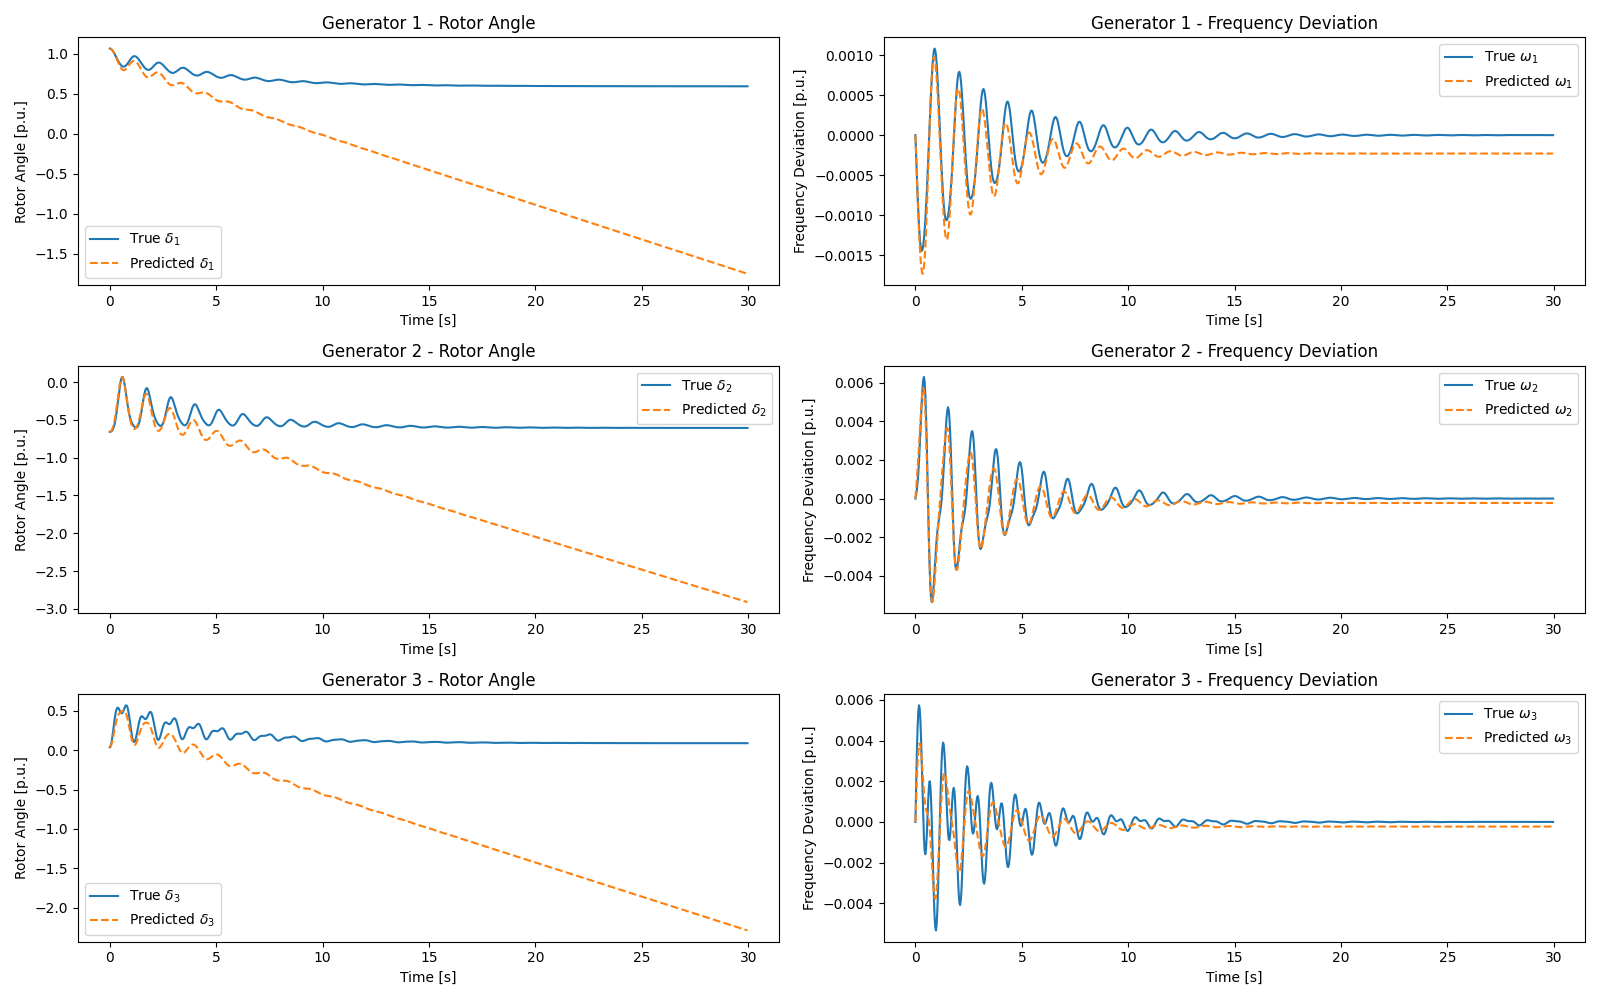 Generator 1 - Rotor Angle
Rotor Angle [p.u.]
1.0
0.5
0.0
−0.5
−1.0
−1.5
True δ1
Predicted δ1
0 5 10 15 20 25 30
Time [s]
Generator 1 - Frequency Deviation
Frequency Deviation [p.u.]
0.0010
0.0005
0.0000
−0.0005
−0.0010
−0.0015
True ω1
Predicted ω1
0 5 10 15 20 25 30
Time [s]
Generator 2 - Rotor Angle
Rotor Angle [p.u.]
0.0
−0.5
−1.0
−1.5
−2.0
−2.5
−3.0
True δ2
Predicted δ2
0 5 10 15 20 25 30
Time [s]
Generator 2 - Frequency Deviation
Frequency Deviation [p.u.]
0.006
0.004
0.002
0.000
−0.002
−0.004
True ω2
Predicted ω2
0 5 10 15 20 25 30
Time [s]
Generator 3 - Rotor Angle
Rotor Angle [p.u.]
0.5
0.0
−0.5
−1.0
−1.5
−2.0
True δ3
Predicted δ3
0 5 10 15 20 25 30
Time [s]
Generator 3 - Frequency Deviation
Frequency Deviation [p.u.]
0.006
0.004
0.002
0.000
−0.002
−0.004
True ω3
Predicted ω3
0 5 10 15 20 25 30
Time [s]